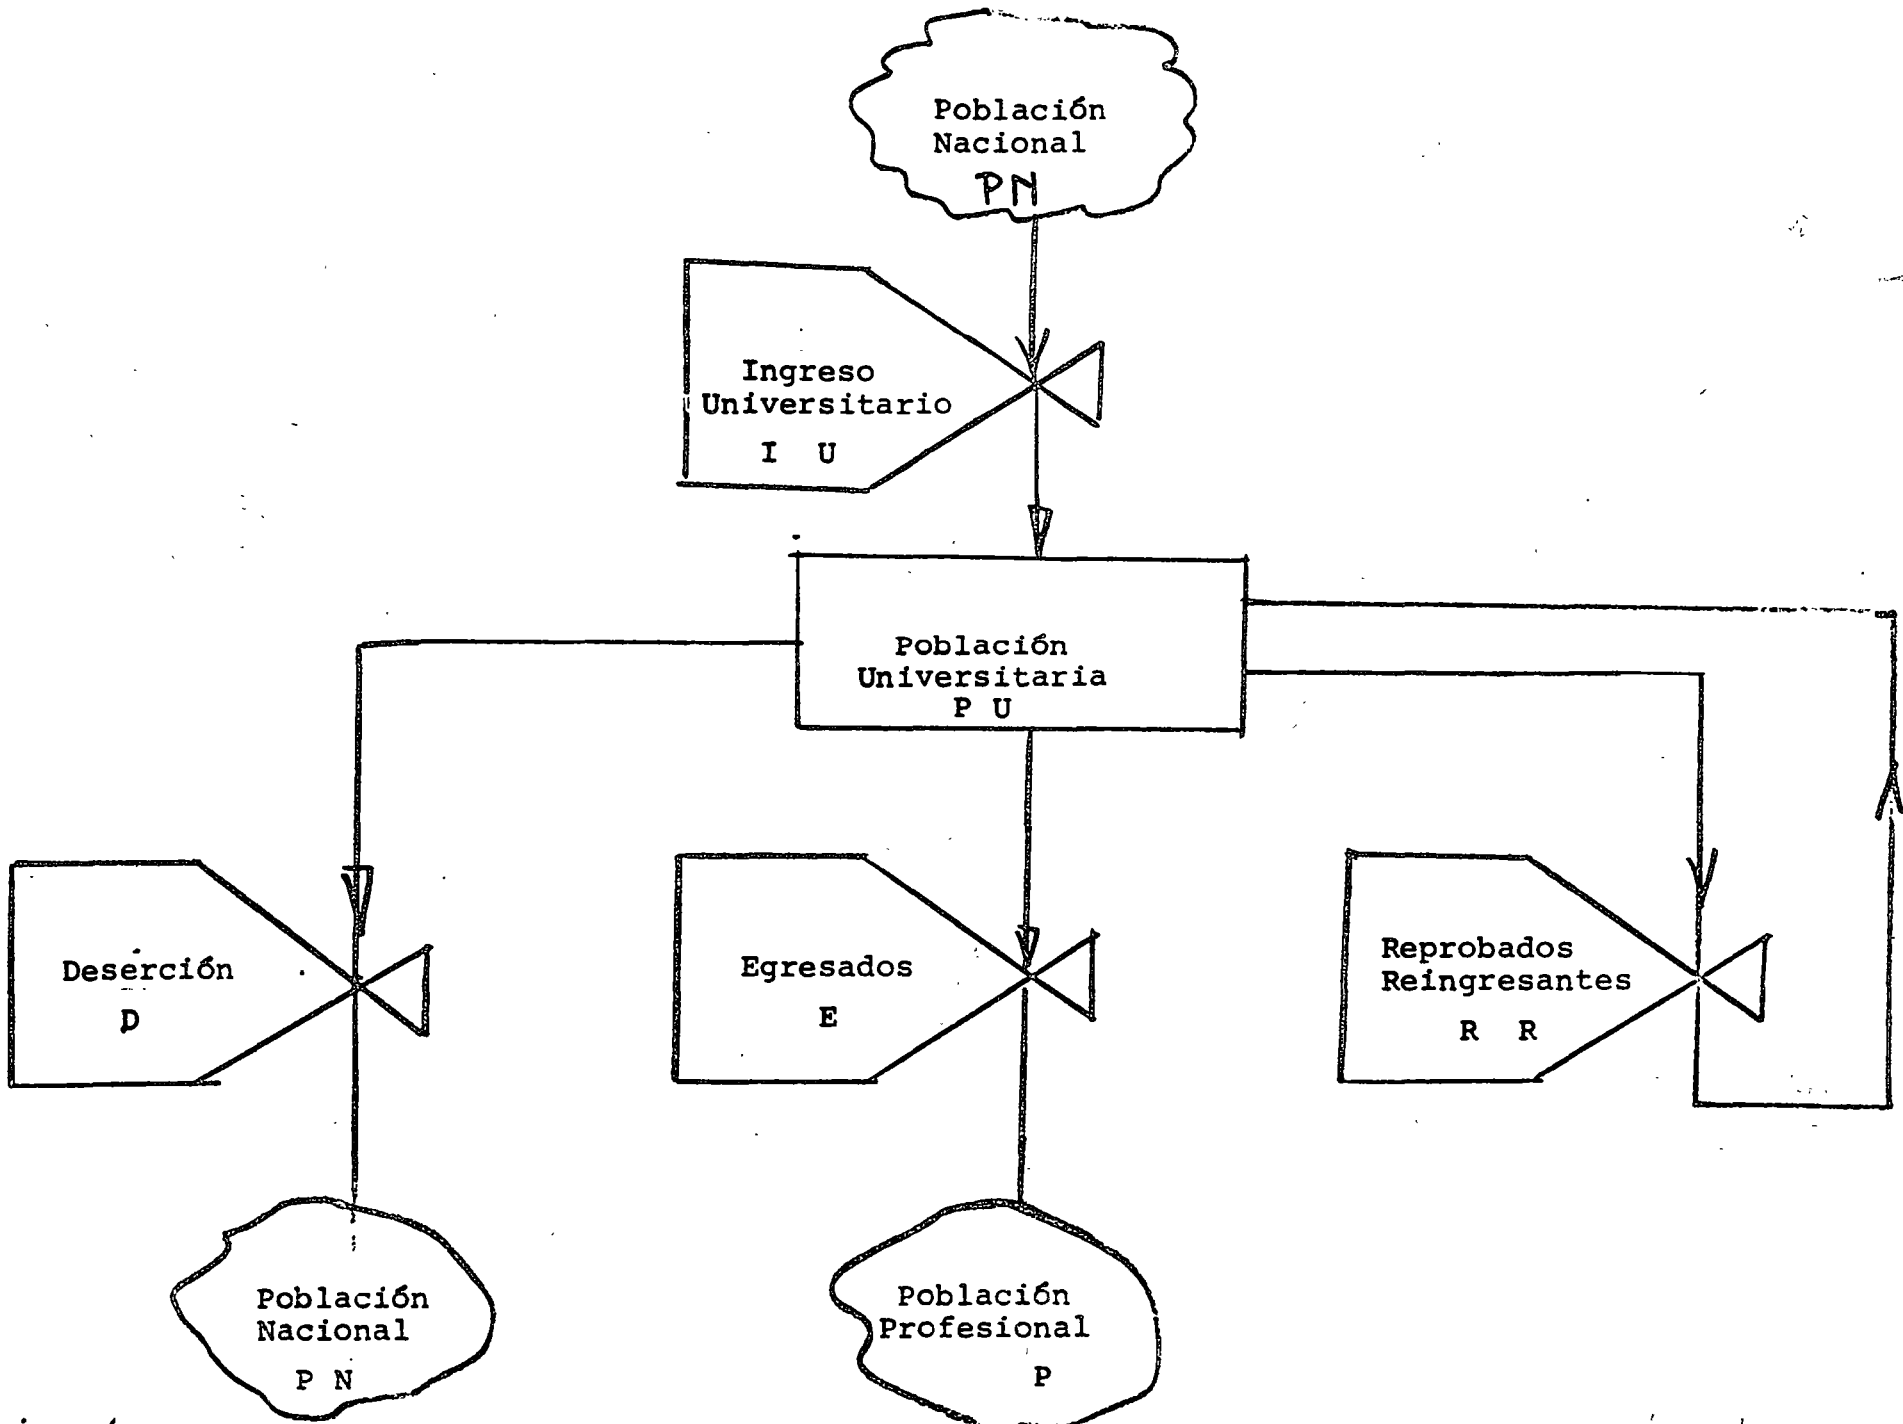 Población
Nacional
PN
Ingreso
Universitario
I U
Población
Universitaria
P U
Deserción
D
Egresados
E
Reprobados
Reingresantes
R R
Población
Nacional
P N
Población
Profesional
P